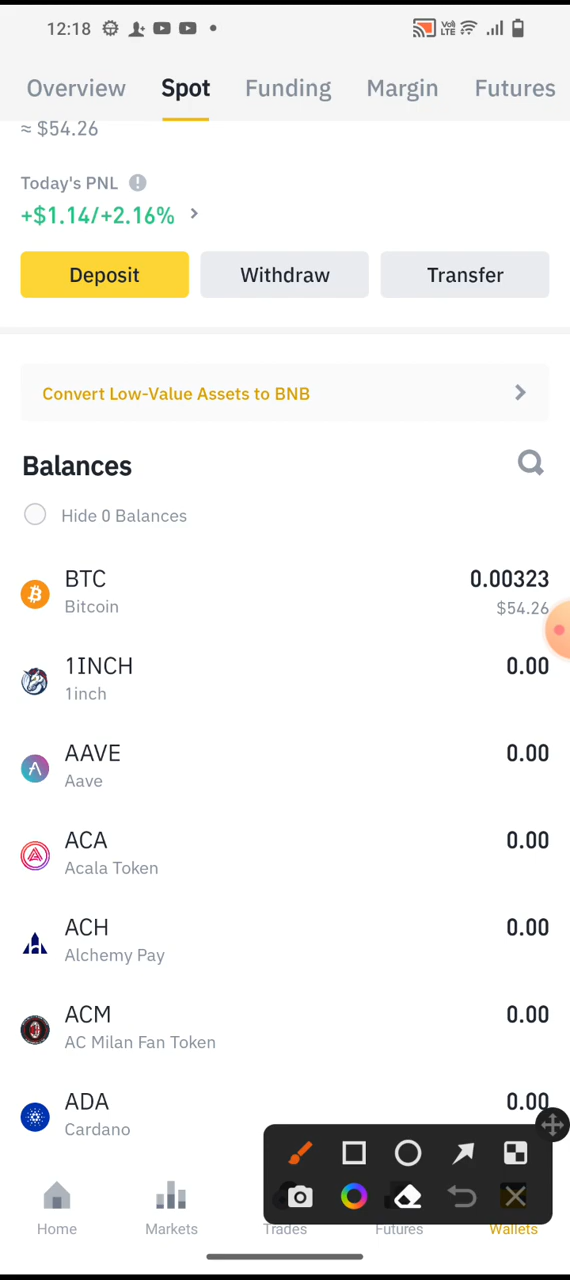 12:18 Vo) LTE
Overview Spot Funding Margin Futures
≈ $54.26
Today's PNL
+$1.14/+2.16%
Deposit Withdraw Transfer
Convert Low-Value Assets to BNB
Balances
Hide 0 Balances
BTC 0.00323
Bitcoin $54.26
1INCH 0.00
1inch
AAVE 0.00
Aave
ACA 0.00
Acala Token
ACH 0.00
Alchemy Pay
ACM 0.00
AC Milan Fan Token
ADA 0.00
Cardano
Home Markets Trades Futures Wallets